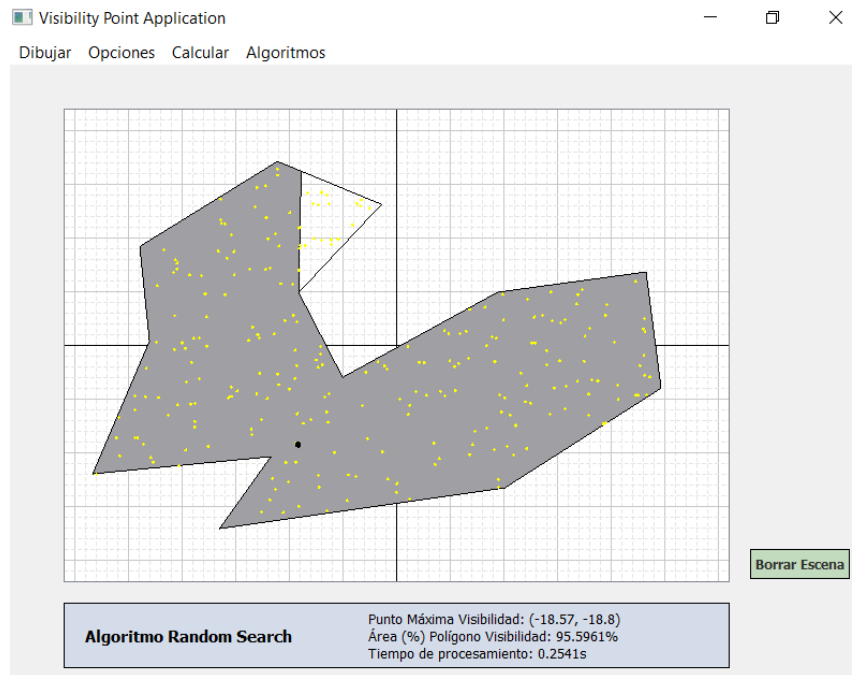 Visibility Point Application
Dibujar Opciones Calcular Algoritmos
Borrar Escena
Algoritmo Random Search
Punto Máxima Visibilidad: (-18.57, -18.8)
Área (%) Polígono Visibilidad: 95.5961%
Tiempo de procesamiento: 0.2541s